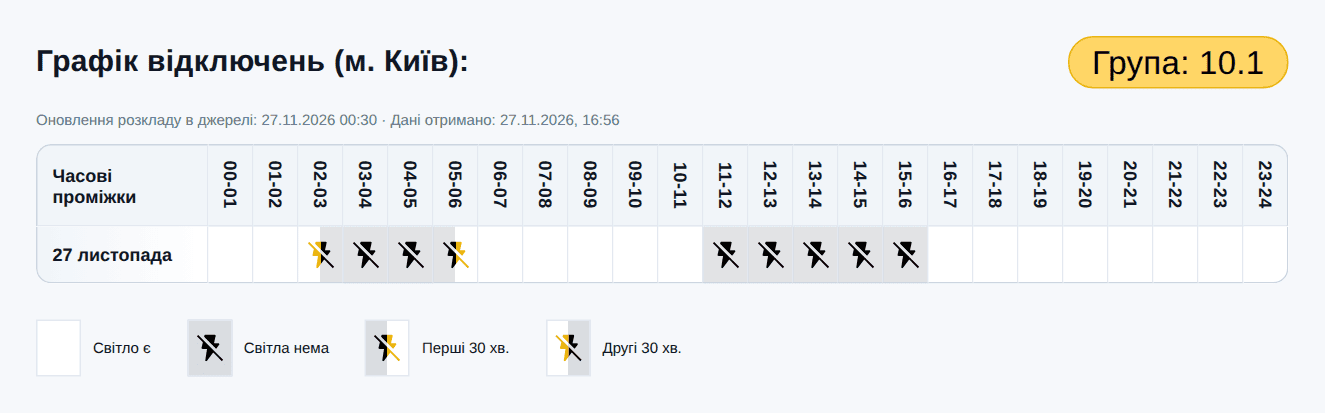 Графік відключень (м. Київ):
Група: 10.1
Оновлення розкладу в джерелі: 27.11.2026 00:30 · Дані отримано: 27.11.2026, 16:56
Часові
проміжки
00-01
01-02
02-03
03-04
04-05
05-06
06-07
07-08
08-09
09-10
10-11
11-12
12-13
13-14
14-15
15-16
16-17
17-18
18-19
19-20
20-21
21-22
22-23
23-24
27 листопада
Світло є
Світла нема
Перші 30 хв.
Другі 30 хв.